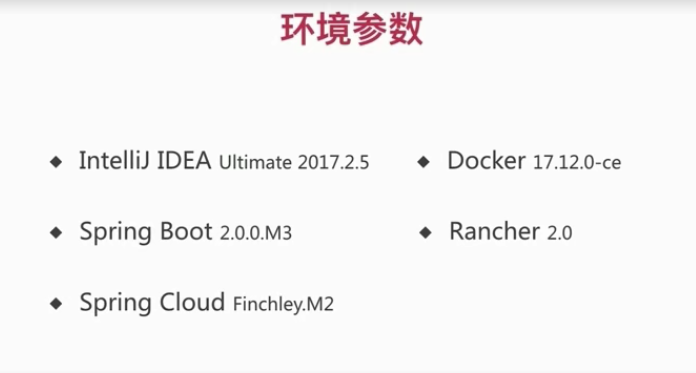 环境参数
◆ IntelliJ IDEA Ultimate 2017.2.5
◆ Docker 17.12.0-ce
◆ Spring Boot 2.0.0.M3
◆ Rancher 2.0
◆ Spring Cloud Finchley.M2